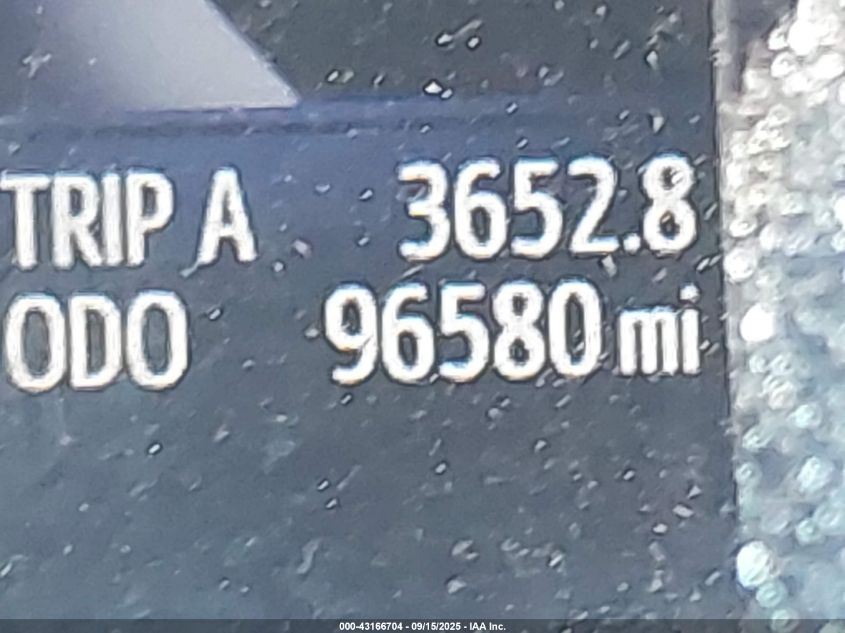 TRIP A 3652.8
ODO 96580 mi
000-43166704 - 09/15/2025 - IAA Inc.